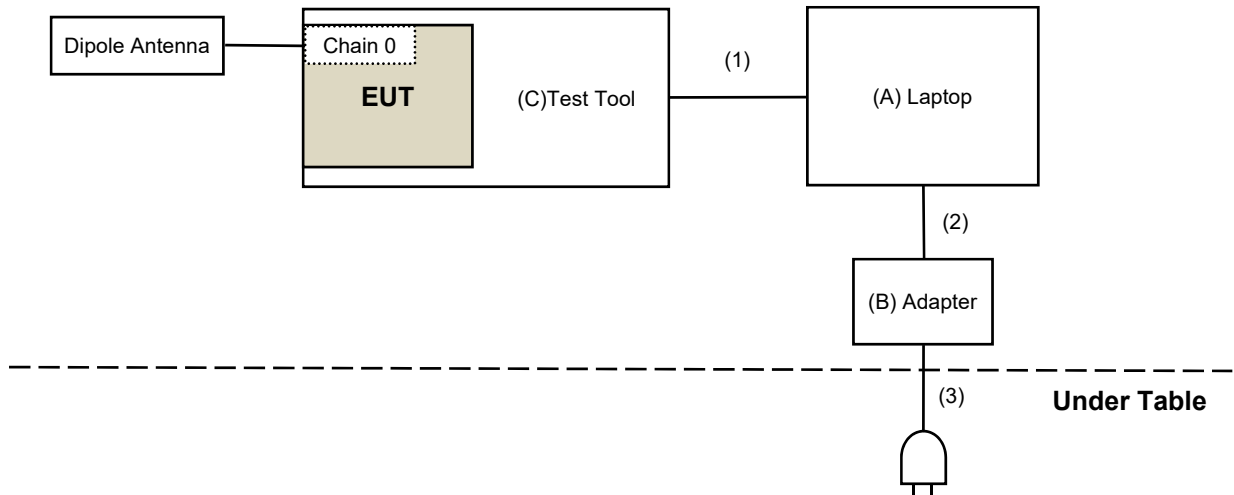 Dipole Antenna
Chain 0
EUT
(C)Test Tool
(1)
(A) Laptop
(2)
(B) Adapter
(3)
Under Table